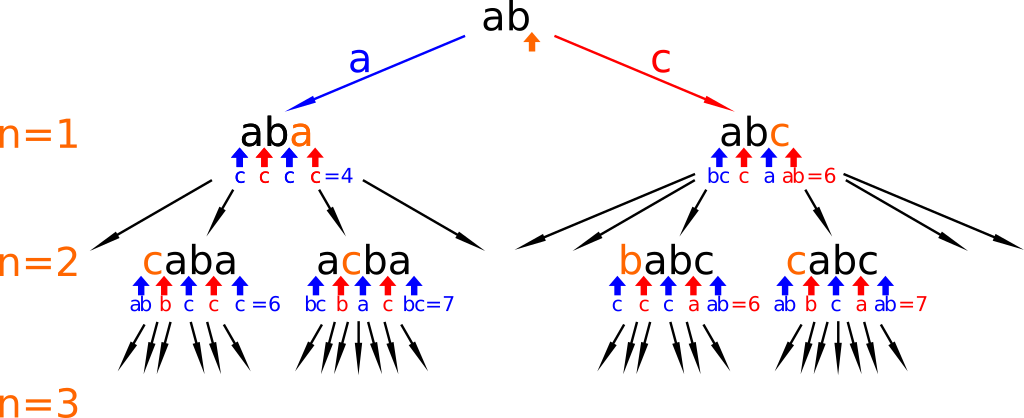 ab
a c
n=1 aba abc
c c c c=4 bc c a ab=6
n=2 caba acba babc cabc
ab b c c c=6 bc b a c bc=7 c c c a ab=6 ab b c a ab=7
n=3